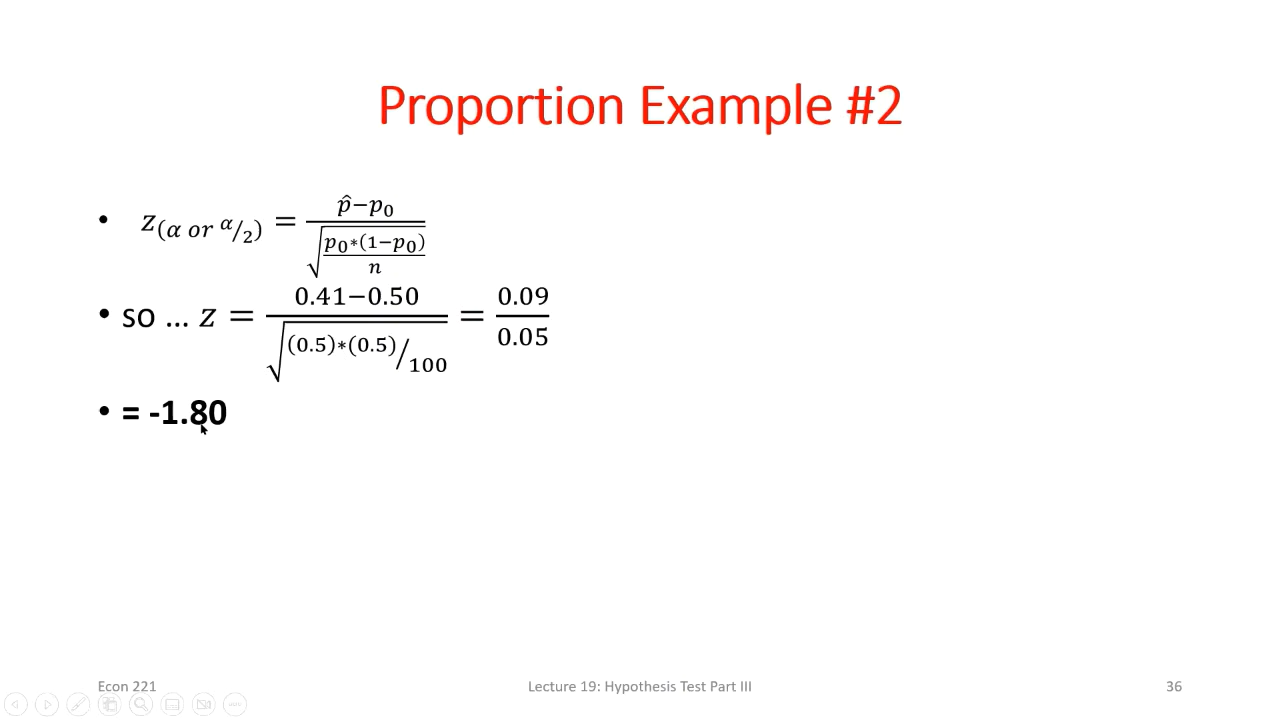 Proportion Example #2
• z(α or α/2) = p̂−p0 / √(p0*(1−p0)/n)
• so … z = 0.41−0.50 / √((0.5)*(0.5)/100) = 0.09/0.05
• = -1.80
Econ 221 Lecture 19: Hypothesis Test Part III 36